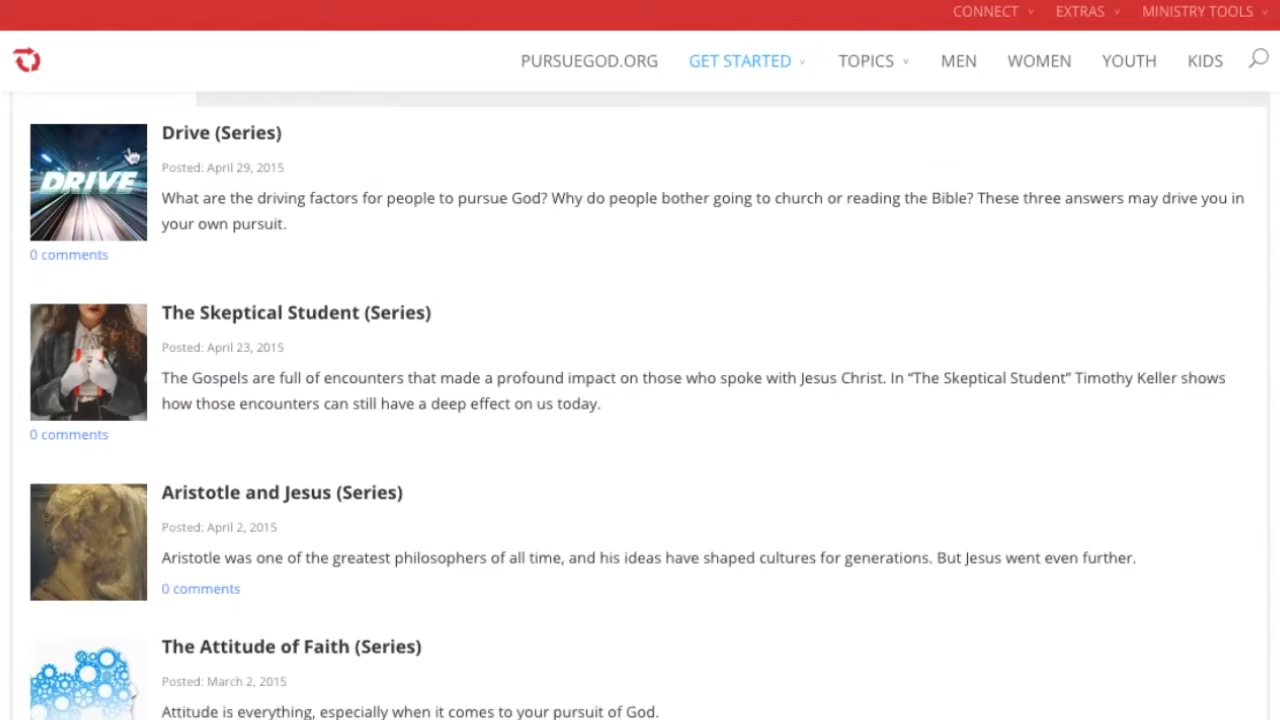 CONNECT EXTRAS MINISTRY TOOLS
PURSUEGOD.ORG GET STARTED TOPICS MEN WOMEN YOUTH KIDS
Drive (Series)
Posted: April 29, 2015
DRIVE
What are the driving factors for people to pursue God? Why do people bother going to church or reading the Bible? These three answers may drive you in
your own pursuit.
0 comments
The Skeptical Student (Series)
Posted: April 23, 2015
The Gospels are full of encounters that made a profound impact on those who spoke with Jesus Christ. In “The Skeptical Student” Timothy Keller shows
how those encounters can still have a deep effect on us today.
0 comments
Aristotle and Jesus (Series)
Posted: April 2, 2015
Aristotle was one of the greatest philosophers of all time, and his ideas have shaped cultures for generations. But Jesus went even further.
0 comments
The Attitude of Faith (Series)
Posted: March 2, 2015
Attitude is everything, especially when it comes to your pursuit of God.